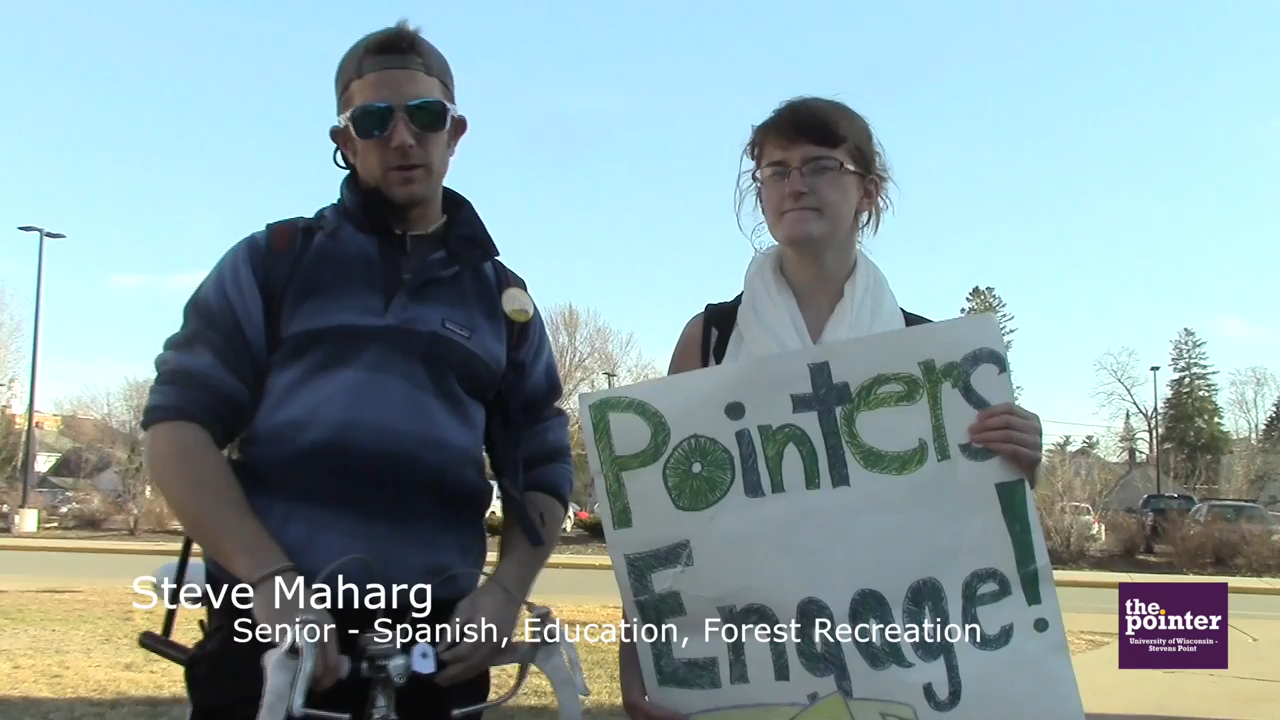 Pointers
Engage!
Steve Maharg
Senior - Spanish, Education, Forest Recreation
the pointer
University of Wisconsin -
Stevens Point